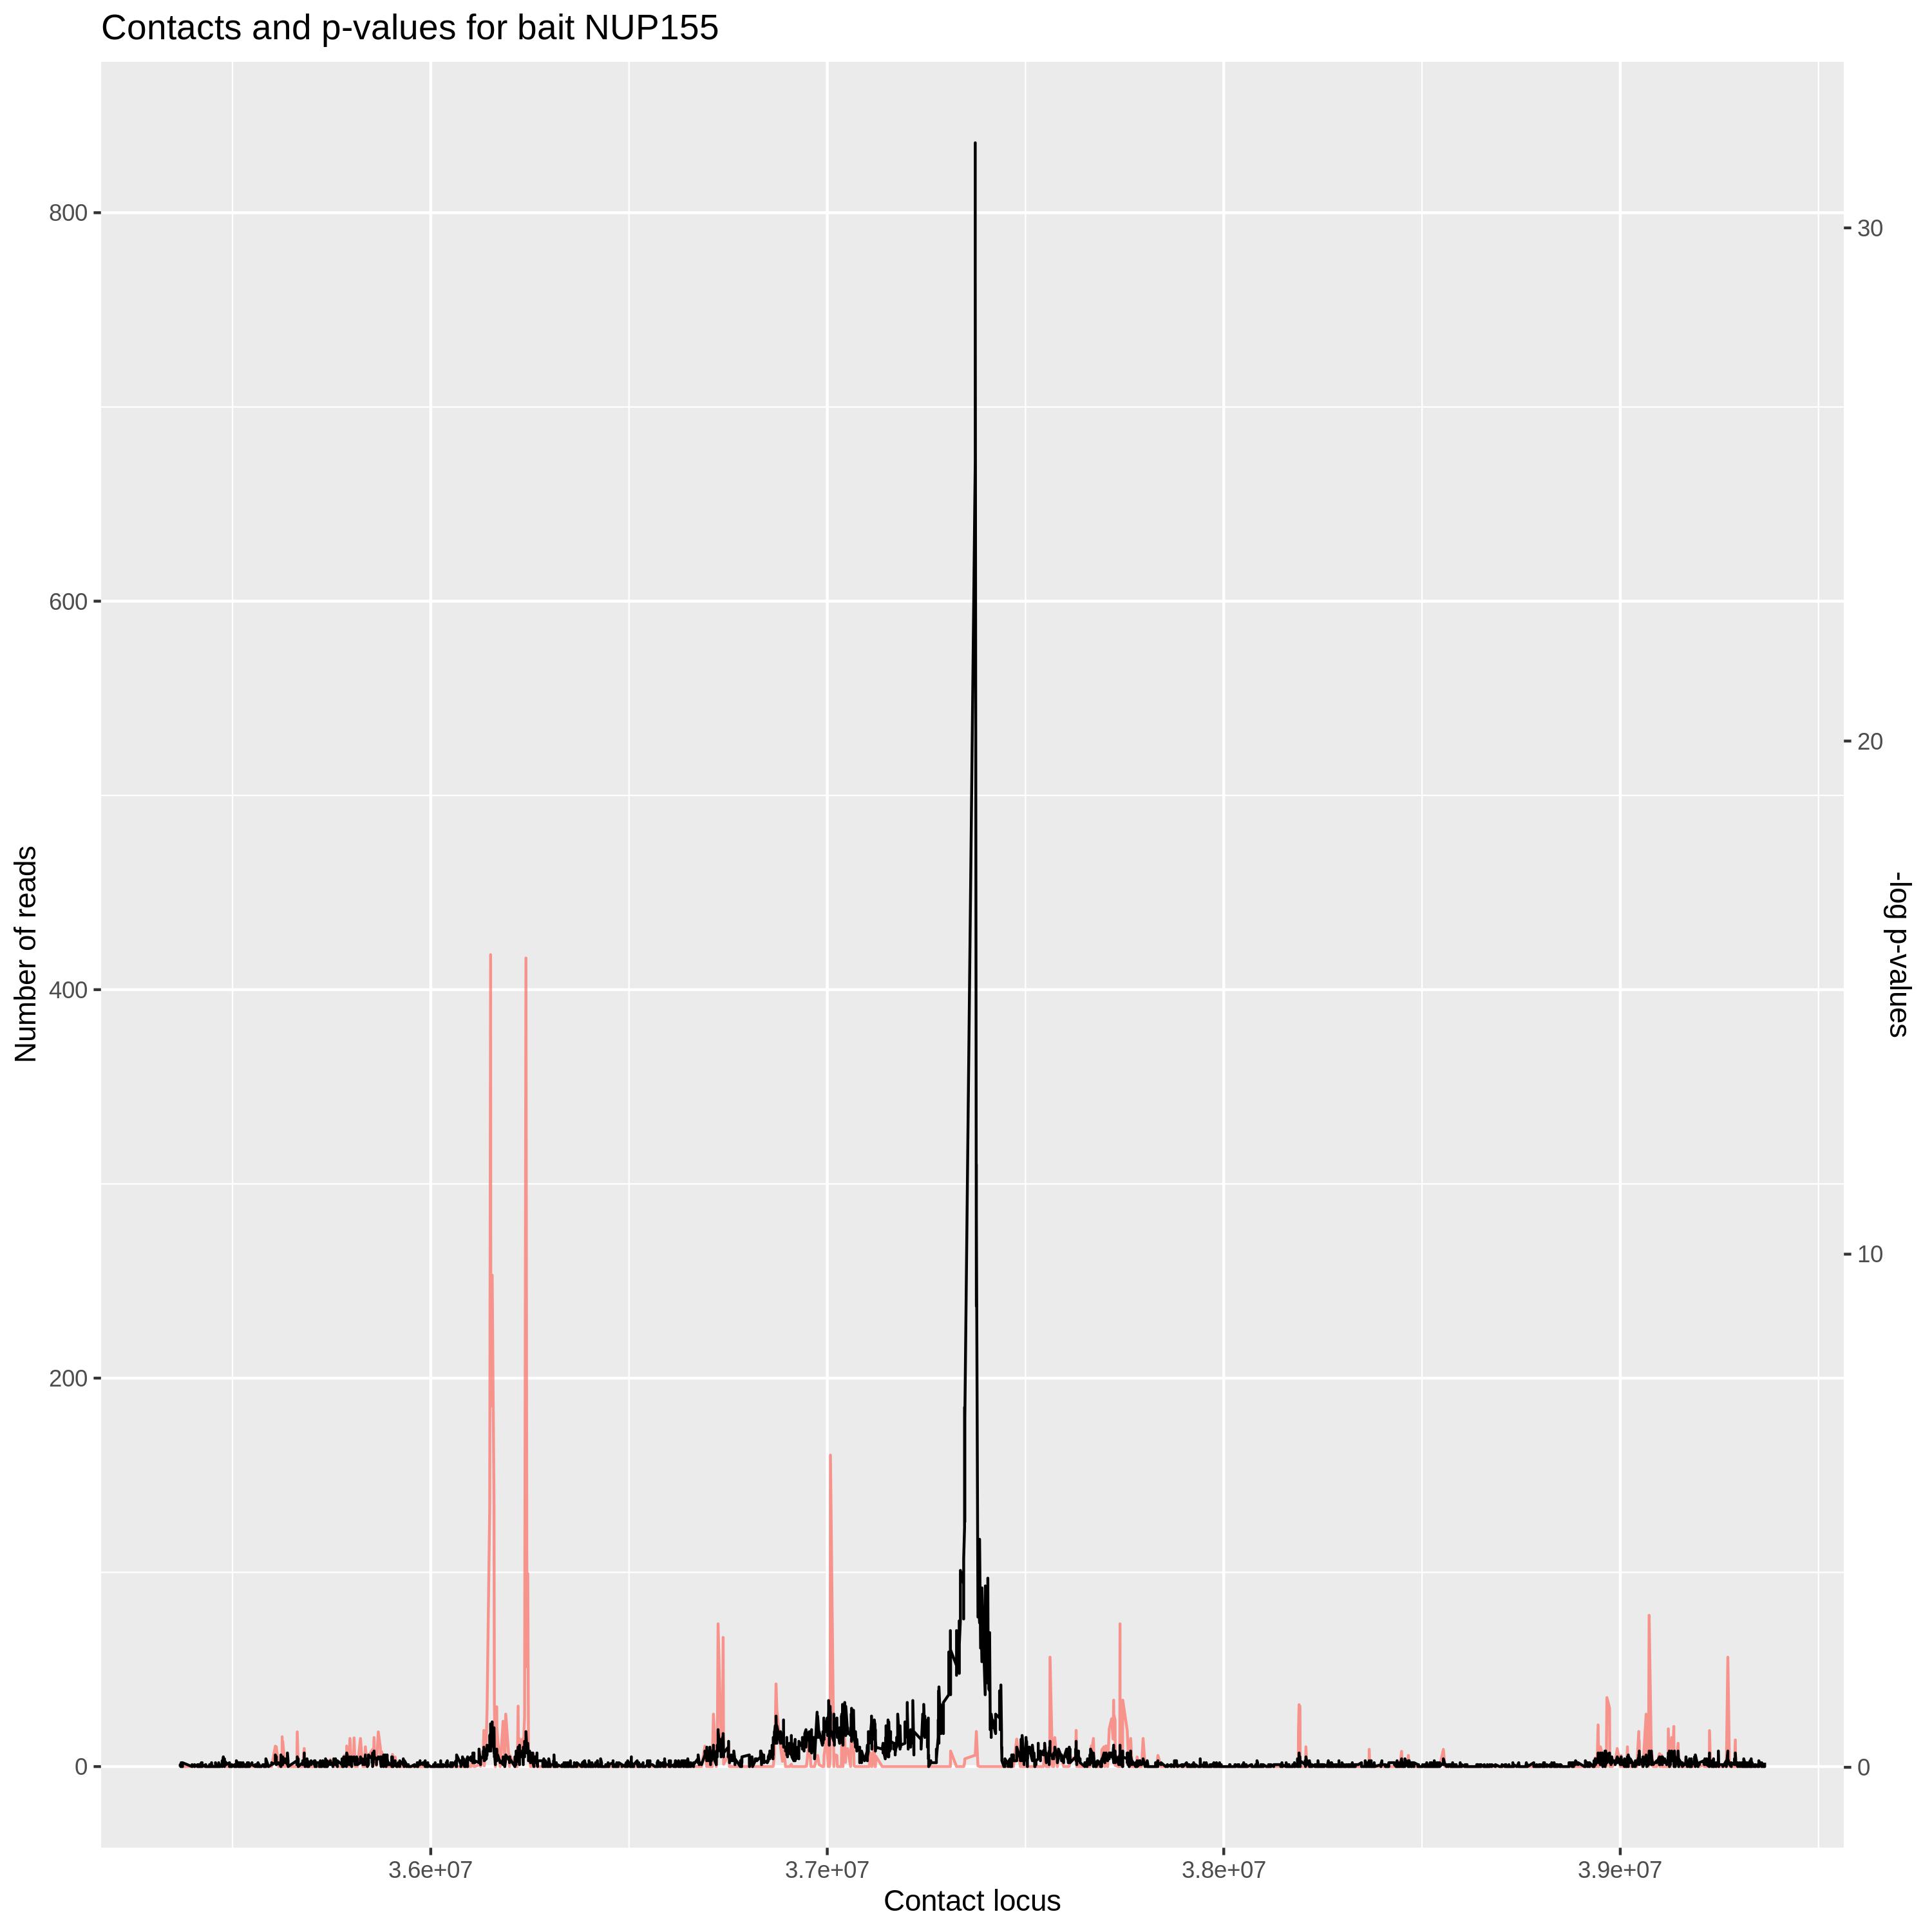 Contacts and p-values for bait NUP155
800
600
400
200
0
Number of reads
30
20
10
0
-log p-values
3.6e+07
3.7e+07
3.8e+07
3.9e+07
Contact locus